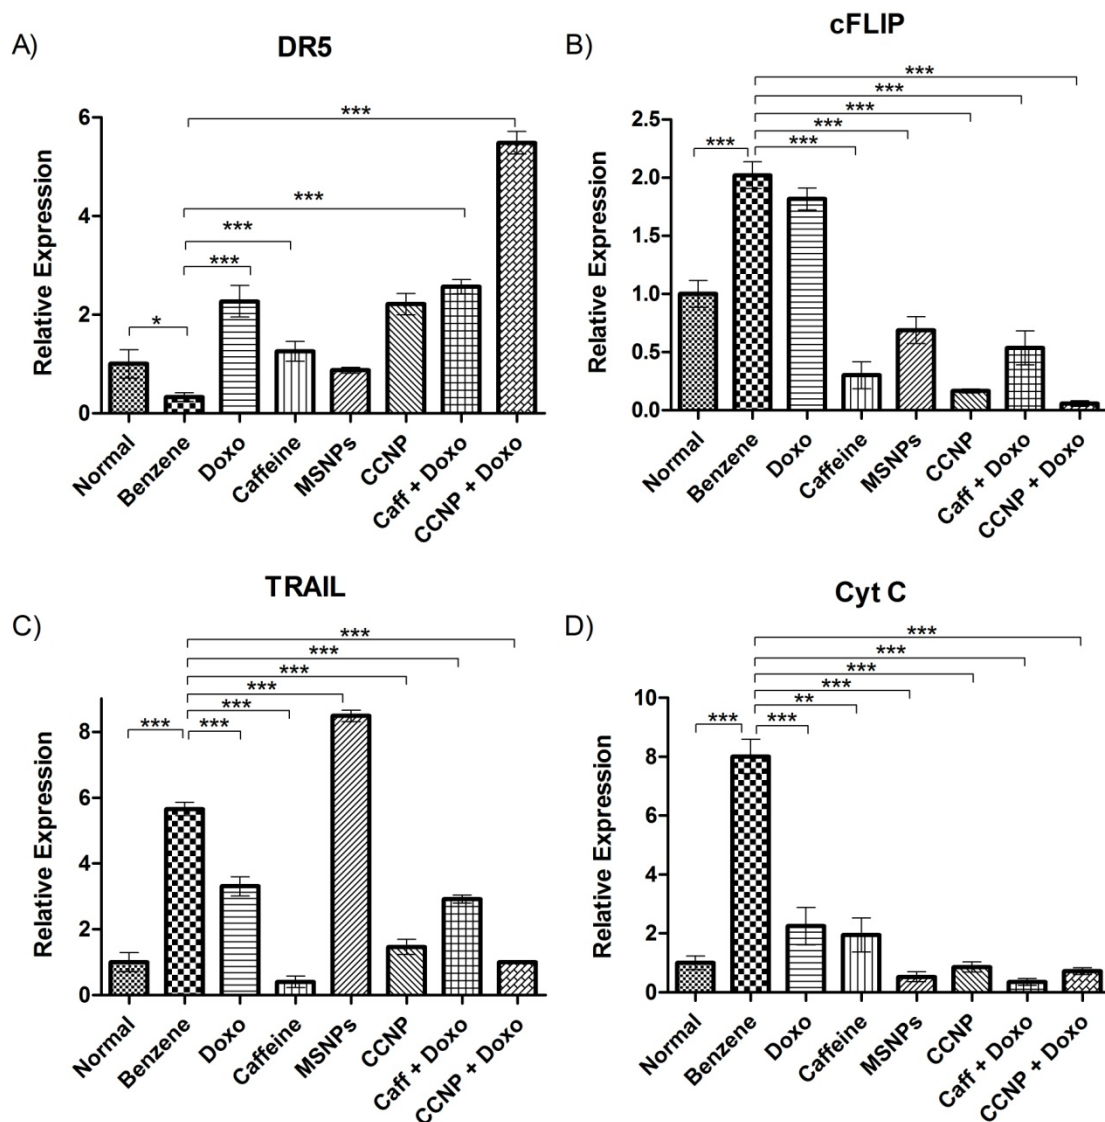 A)
DR5
Relative Expression
6
4
2
0
***
***
***
***
*
Normal
Benzene
Doxo
Caffeine
MSNPs
CCNP
Caff + Doxo
CCNP + Doxo
B)
cFLIP
Relative Expression
2.5
2.0
1.5
1.0
0.5
0.0
***
***
***
***
***
***
Normal
Benzene
Doxo
Caffeine
MSNPs
CCNP
Caff + Doxo
CCNP + Doxo
C)
TRAIL
Relative Expression
8
6
4
2
0
***
***
***
***
***
***
***
Normal
Benzene
Doxo
Caffeine
MSNPs
CCNP
Caff + Doxo
CCNP + Doxo
D)
Cyt C
Relative Expression
10
8
6
4
2
0
***
***
***
***
**
***
***
Normal
Benzene
Doxo
Caffeine
MSNPs
CCNP
Caff + Doxo
CCNP + Doxo